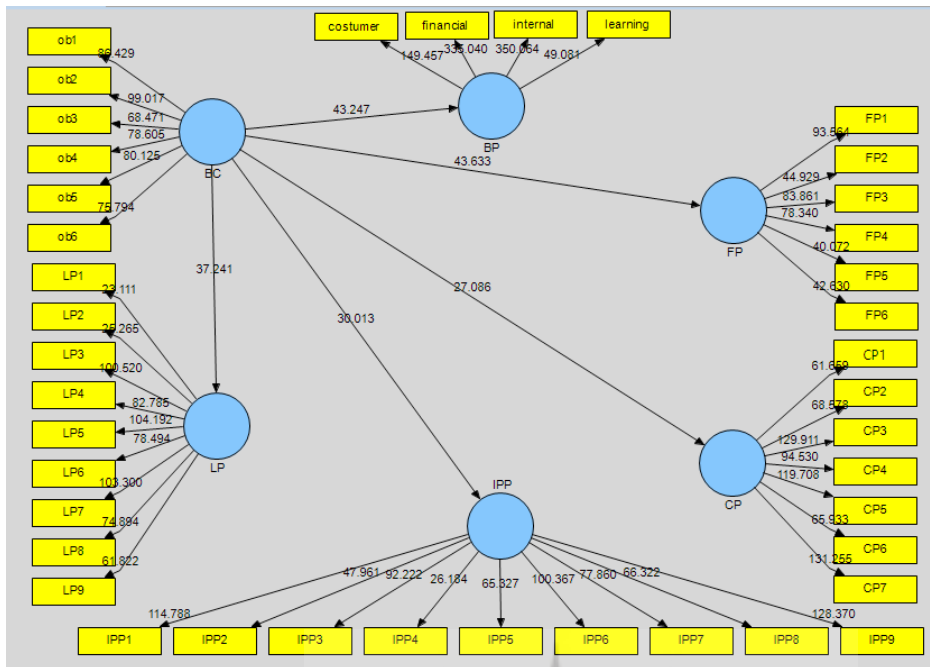 costumer
financial
internal
learning
149.457
335.040
350.064
49.081
BP
ob1
ob2
ob3
ob4
ob5
ob6
86.429
99.017
68.471
78.605
80.125
75.794
BC
43.247
43.633
37.241
30.013
27.086
FP1
FP2
FP3
FP4
FP5
FP6
93.564
44.929
83.861
78.340
40.072
42.630
FP
LP1
LP2
LP3
LP4
LP5
LP6
LP7
LP8
LP9
23.111
25.265
100.520
82.785
104.192
78.494
103.300
74.894
61.822
LP
CP1
CP2
CP3
CP4
CP5
CP6
CP7
61.659
68.578
129.911
94.530
119.708
65.933
131.255
CP
IPP
114.788
47.961
92.222
26.184
65.327
100.367
77.860
66.322
128.370
IPP1
IPP2
IPP3
IPP4
IPP5
IPP6
IPP7
IPP8
IPP9